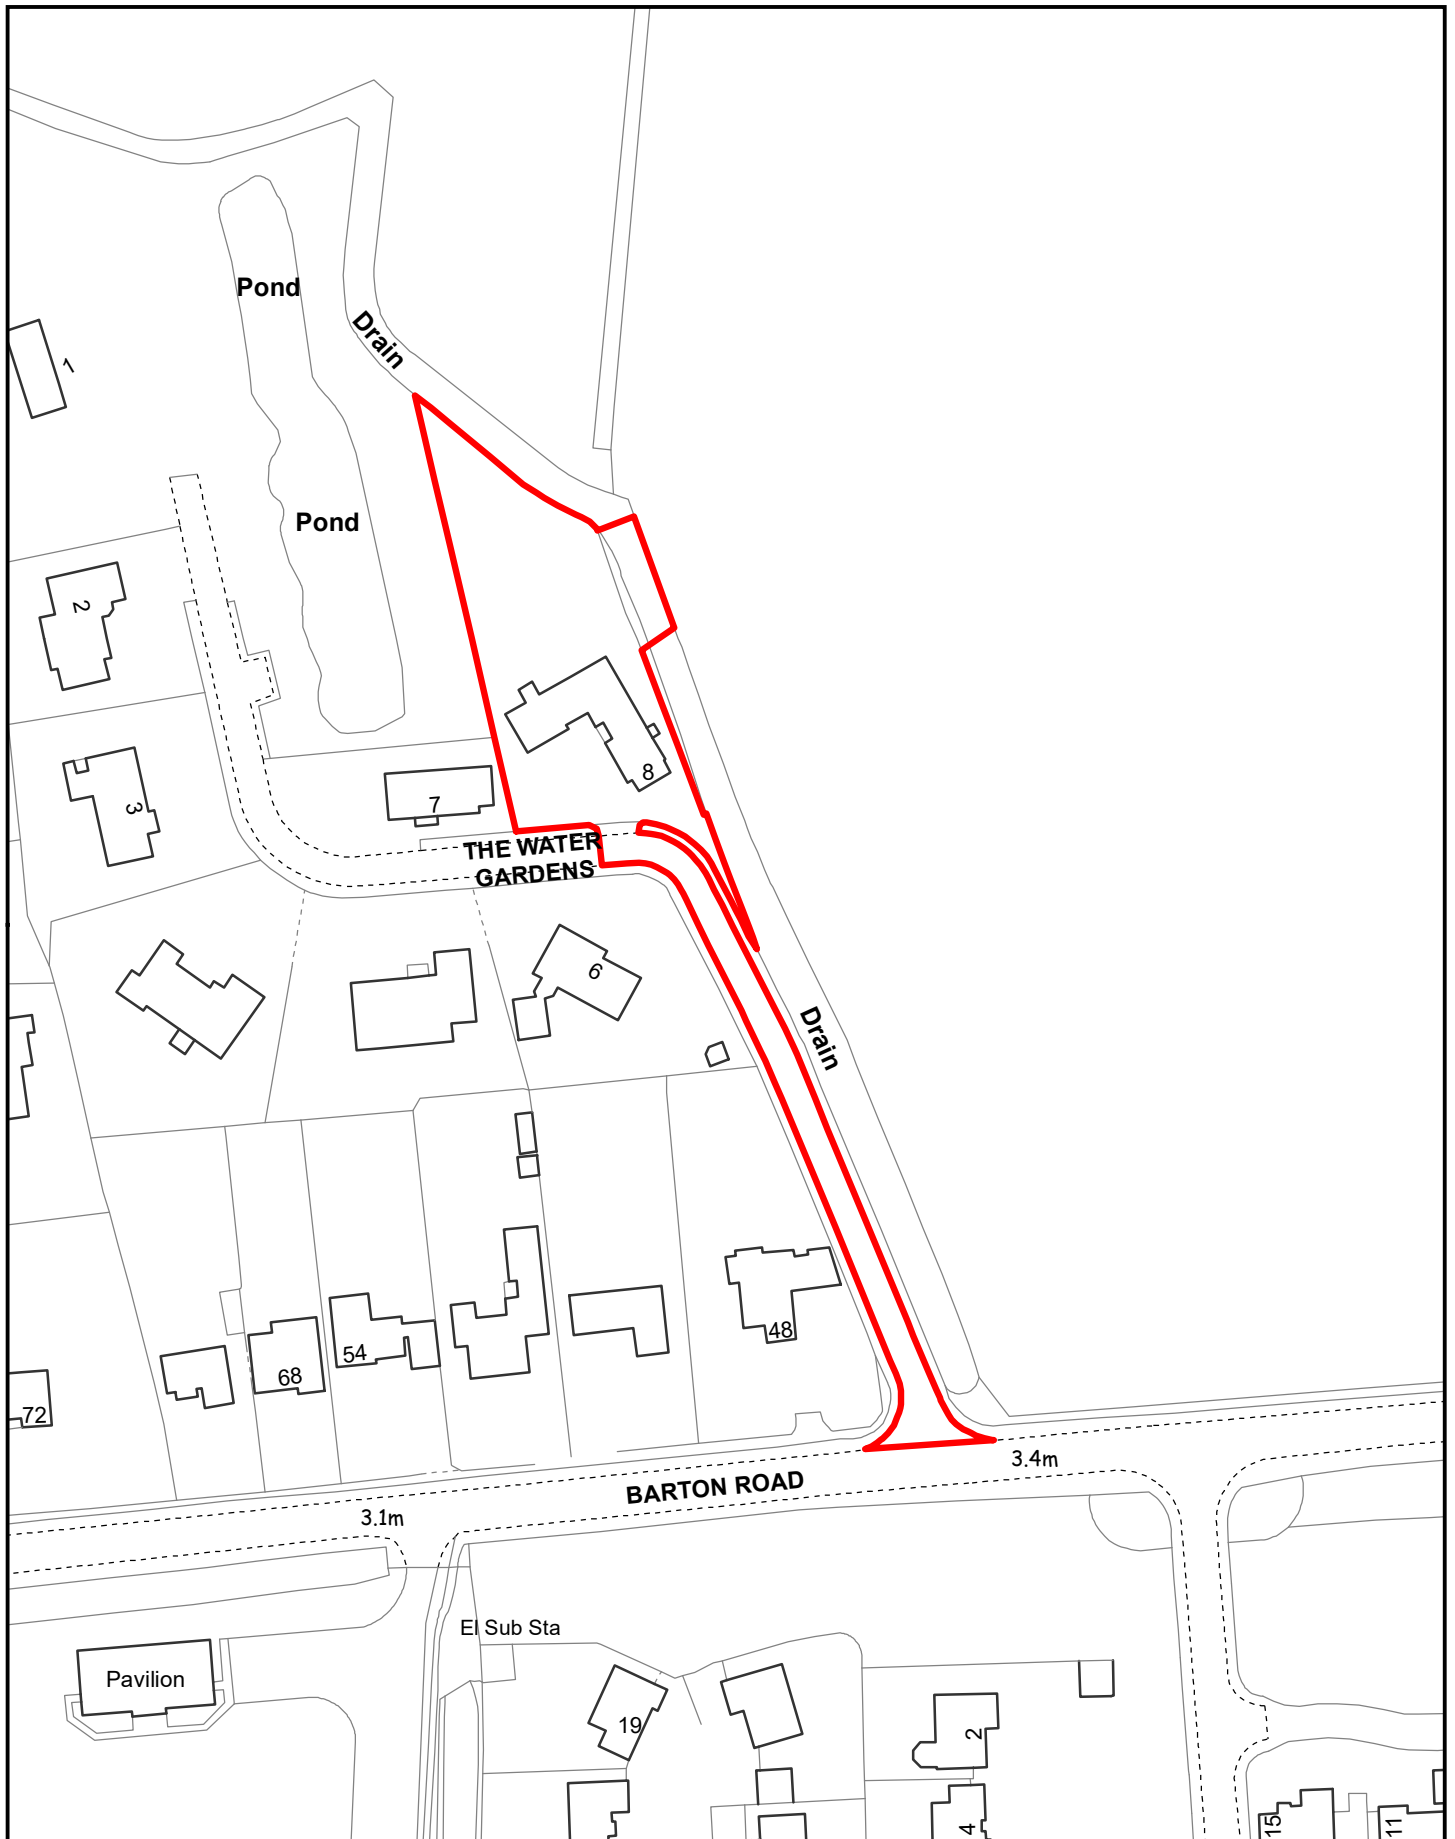 Pond
Drain
1
Pond
2
3
7
8
THE WATER
GARDENS
6
Drain
48
54
68
72
3.4m
BARTON ROAD
3.1m
El Sub Sta
Pavilion
19
2
4
15
11